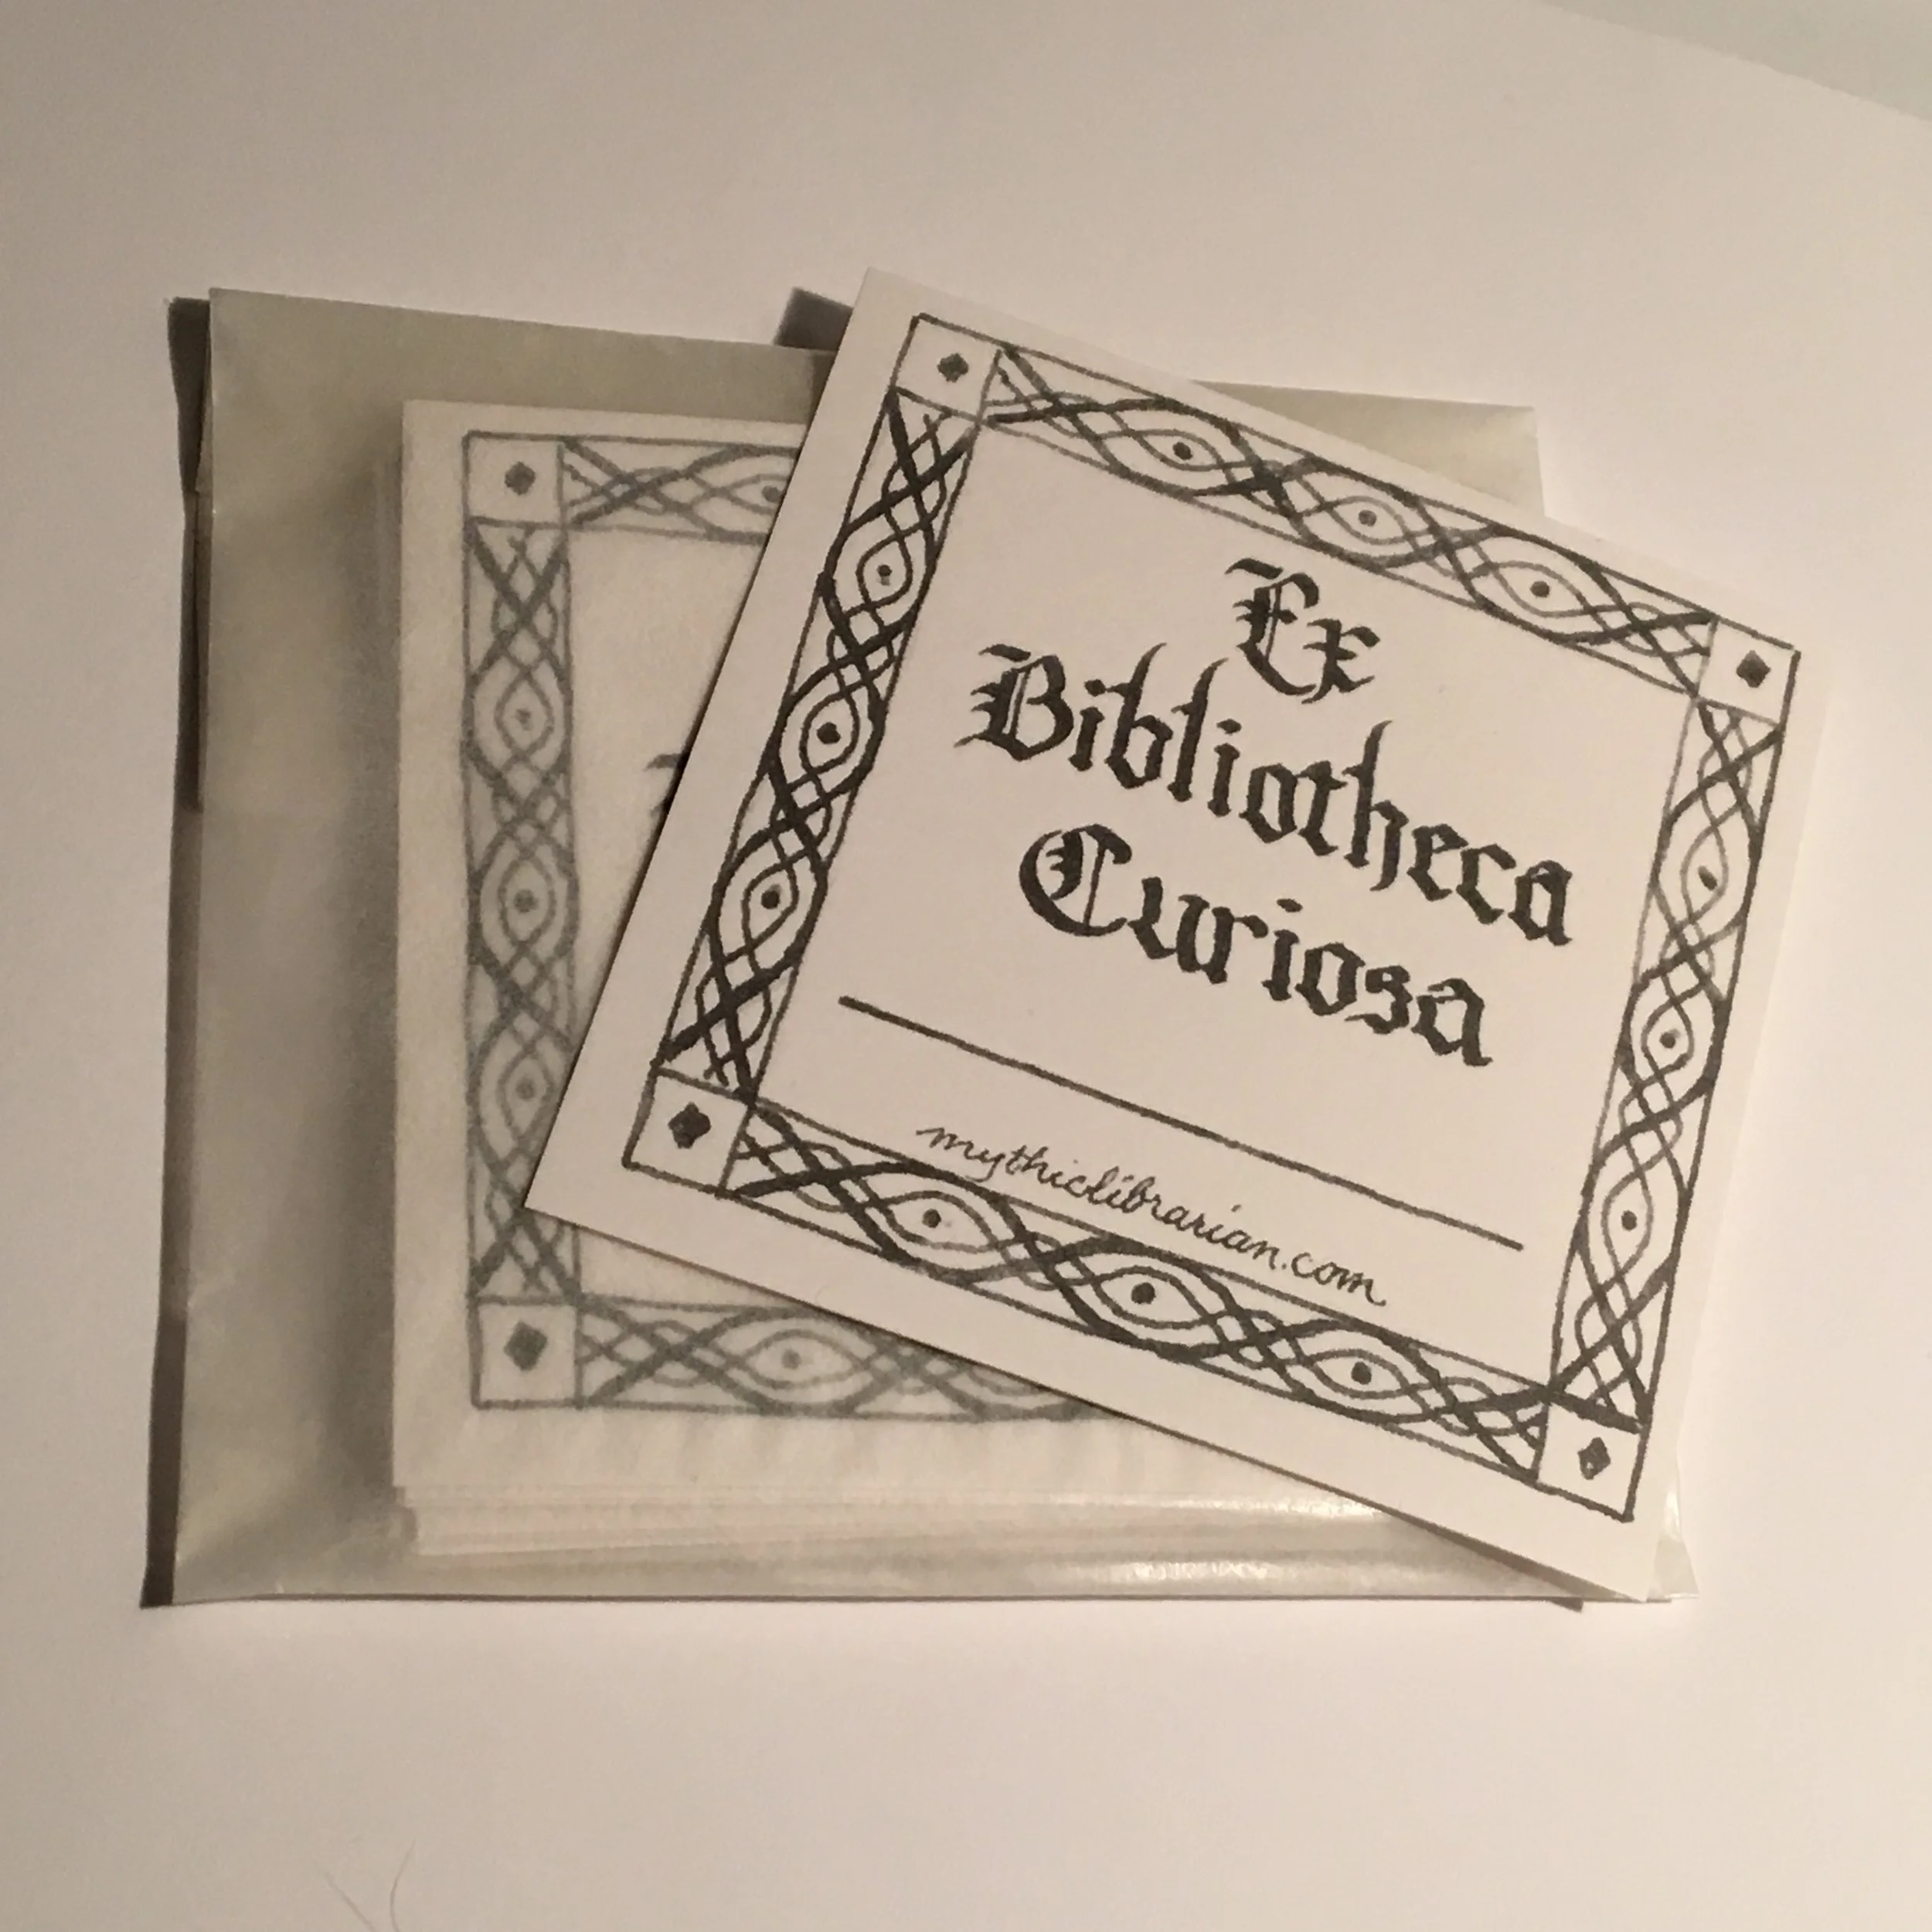 Ex
Bibliotheca
Curiosa
mythiclibrarian.com